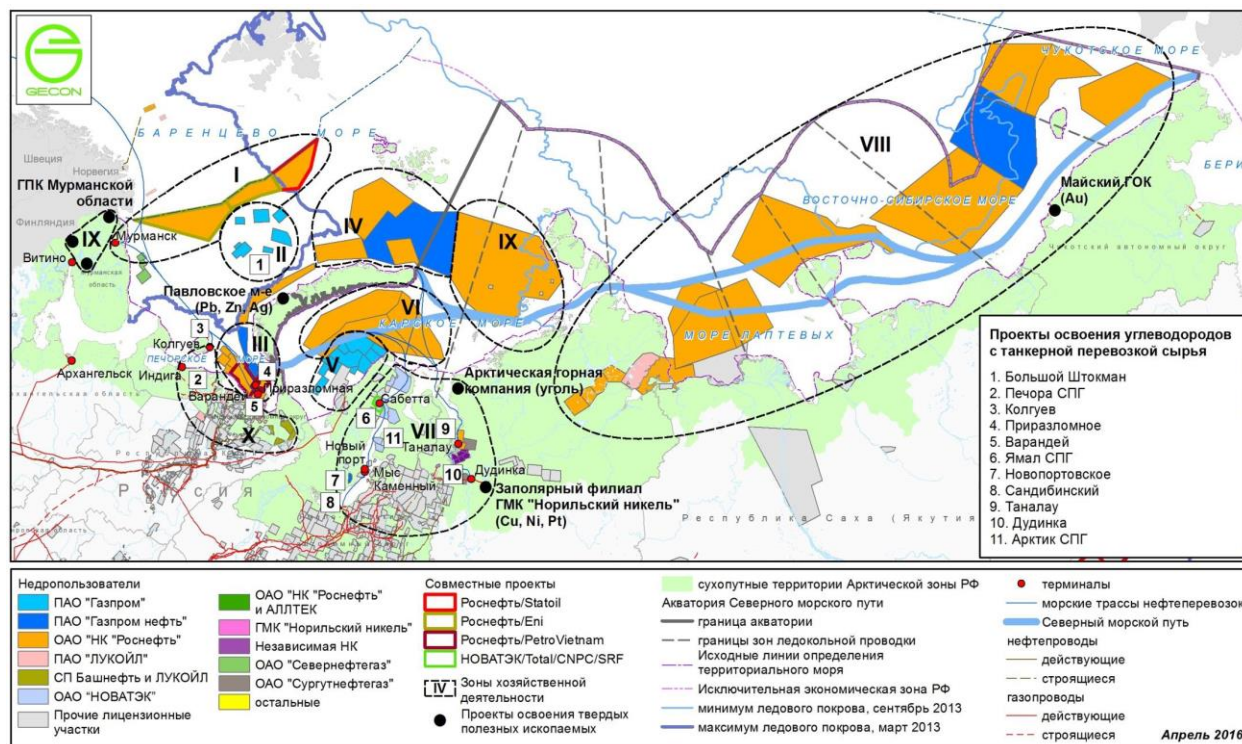 GECON
БАРЕНЦЕВО МОРЕ
ЧУКОТСКОЕ МОРЕ
Швеция
Норвегия
Финляндия
ГПК Мурманской
области
I
IX
Мурманск
Витино
Мурманская
область
II
1
IV
IX
VIII
ВОСТОЧНО-СИБИРСКОЕ МОРЕ
Майский ГОК
(Au)
БЕРИ
Чукотский автономный округ
Павловское м-е
(Pb, Zn, Ag)
VI
КАРСКОЕ МОРЕ
МОРЕ ЛАПТЕВЫХ
3
Колгуев
III
ПЕЧОРСКОЕ МОРЕ
V
Архангельск
Индига
2
4
Приразломная
Варандей
5
X
Арктическая горная
компания (уголь)
Сабетта
6
VII
9
11
Таналау
Новый
порт
7
Мыс
Каменный
10
Дудинка
8
Заполярный филиал
ГМК "Норильский никель"
(Cu, Ni, Pt)
Россия
Республика Саха (Якутия)
Проекты освоения углеводородов
с танкерной перевозкой сырья
1. Большой Штокман
2. Печора СПГ
3. Колгуев
4. Приразломное
5. Варандей
6. Ямал СПГ
7. Новопортовское
8. Сандибинский
9. Таналау
10. Дудинка
11. Арктик СПГ
Недропользователи
ПАО "Газпром"
ПАО "Газпром нефть"
ОАО "НК "Роснефть"
ПАО "ЛУКОЙЛ"
СП Башнефть и ЛУКОЙЛ
ОАО "НОВАТЭК"
Прочие лицензионные
участки
ОАО "НК "Роснефть"
и АЛЛТЕК
ГМК "Норильский никель"
Независимая НК
ОАО "Севернефтегаз"
ОАО "Сургутнефтегаз"
остальные
Совместные проекты
Роснефть/Statoil
Роснефть/Eni
Роснефть/PetroVietnam
НОВАТЭК/Total/CNPC/SRF
IV
Зоны хозяйственной
деятельности
Проекты освоения твердых
полезных ископаемых
сухопутные территории Арктической зоны РФ
Акватория Северного морского пути
граница акватории
границы зон ледокольной проводки
Исходные линии определения
территориального моря
Исключительная экономическая зона РФ
минимум ледового покрова, сентябрь 2013
максимум ледового покрова, март 2013
терминалы
морские трассы нефтеперевозок
Северный морской путь
нефтепроводы
действующие
строящиеся
газопроводы
действующие
строящиеся
Апрель 2016